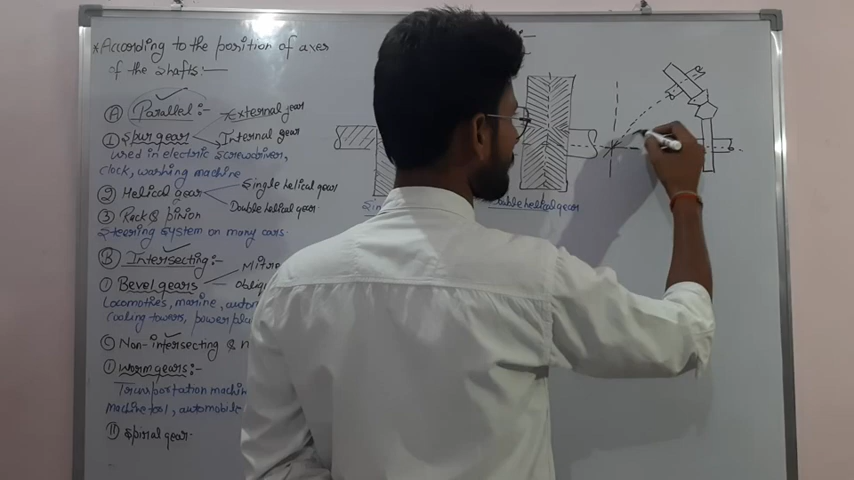 *According to the position of axes
of the shafts:—
Ⓐ Parallel:-
External gear
① Spur gear
Internal gear
used in electric screwdriver,
clock, washing machine
② Helical gear
Single helical gear
Double helical gear
③ Rack & pinion
Steering system on many cars.
Ⓑ Intersecting:-
Mitre
① Bevel gears
Locomotives, marine,
Cooling towers,
Ⓒ Non-intersecting &
① worm gears:-
Transportation
machine tool, automobile
② Spiral gear.
Double helical gear